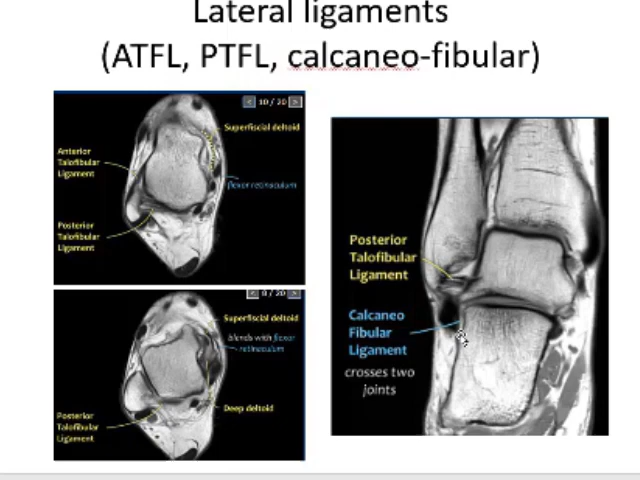 Lateral ligaments
(ATFL, PTFL, calcaneo-fibular)
10 / 20
Superfiscial deltoid
Anterior
Talofibular
Ligament
flexor retinaculum
Posterior
Talofibular
Ligament
8 / 20
Superfiscial deltoid
blends with flexor
retinaculum
Deep deltoid
Posterior
Talofibular
Ligament
Posterior
Talofibular
Ligament
Calcaneo
Fibular
Ligament
crosses two
joints